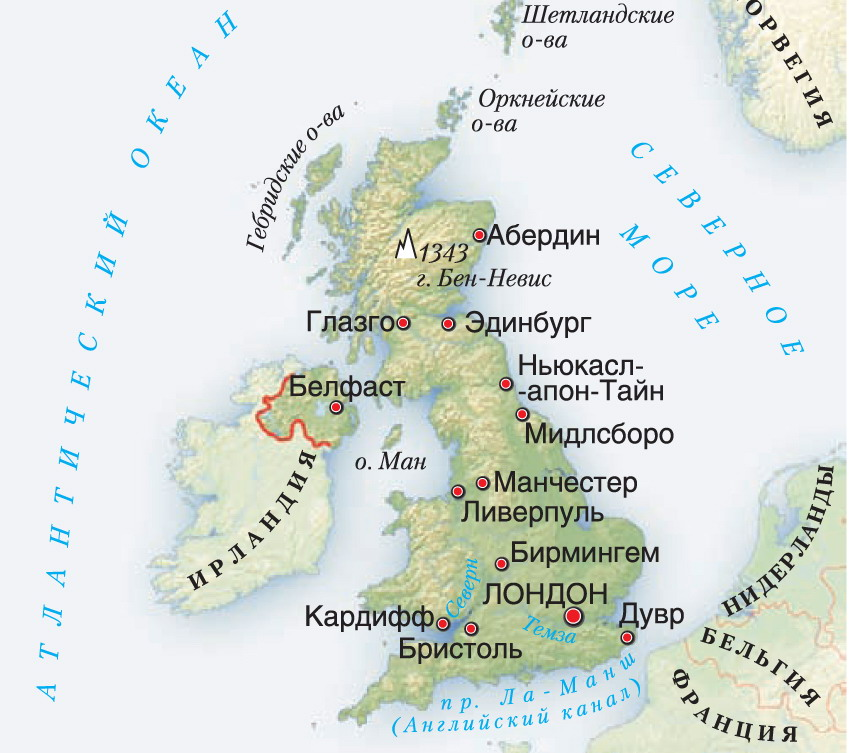 Шетландские
о-ва
НОРВЕГИЯ
АТЛАНТИЧЕСКИЙ ОКЕАН
Оркнейские
о-ва
Гебридские о-ва
СЕВЕРНОЕ
МОРЕ
Абердин
1343
г. Бен-Невис
Глазго
Эдинбург
Ньюкасл-
-апон-Тайн
Белфаст
Мидлсборо
о. Ман
ИРЛАНДИЯ
Манчестер
Ливерпуль
НИДЕРЛАНДЫ
Бирмингем
Северн
ЛОНДОН
Кардифф
Темза
Дувр
Бристоль
БЕЛЬГИЯ
пр. Ла-Манш
(Английский канал)
ФРАНЦИЯ